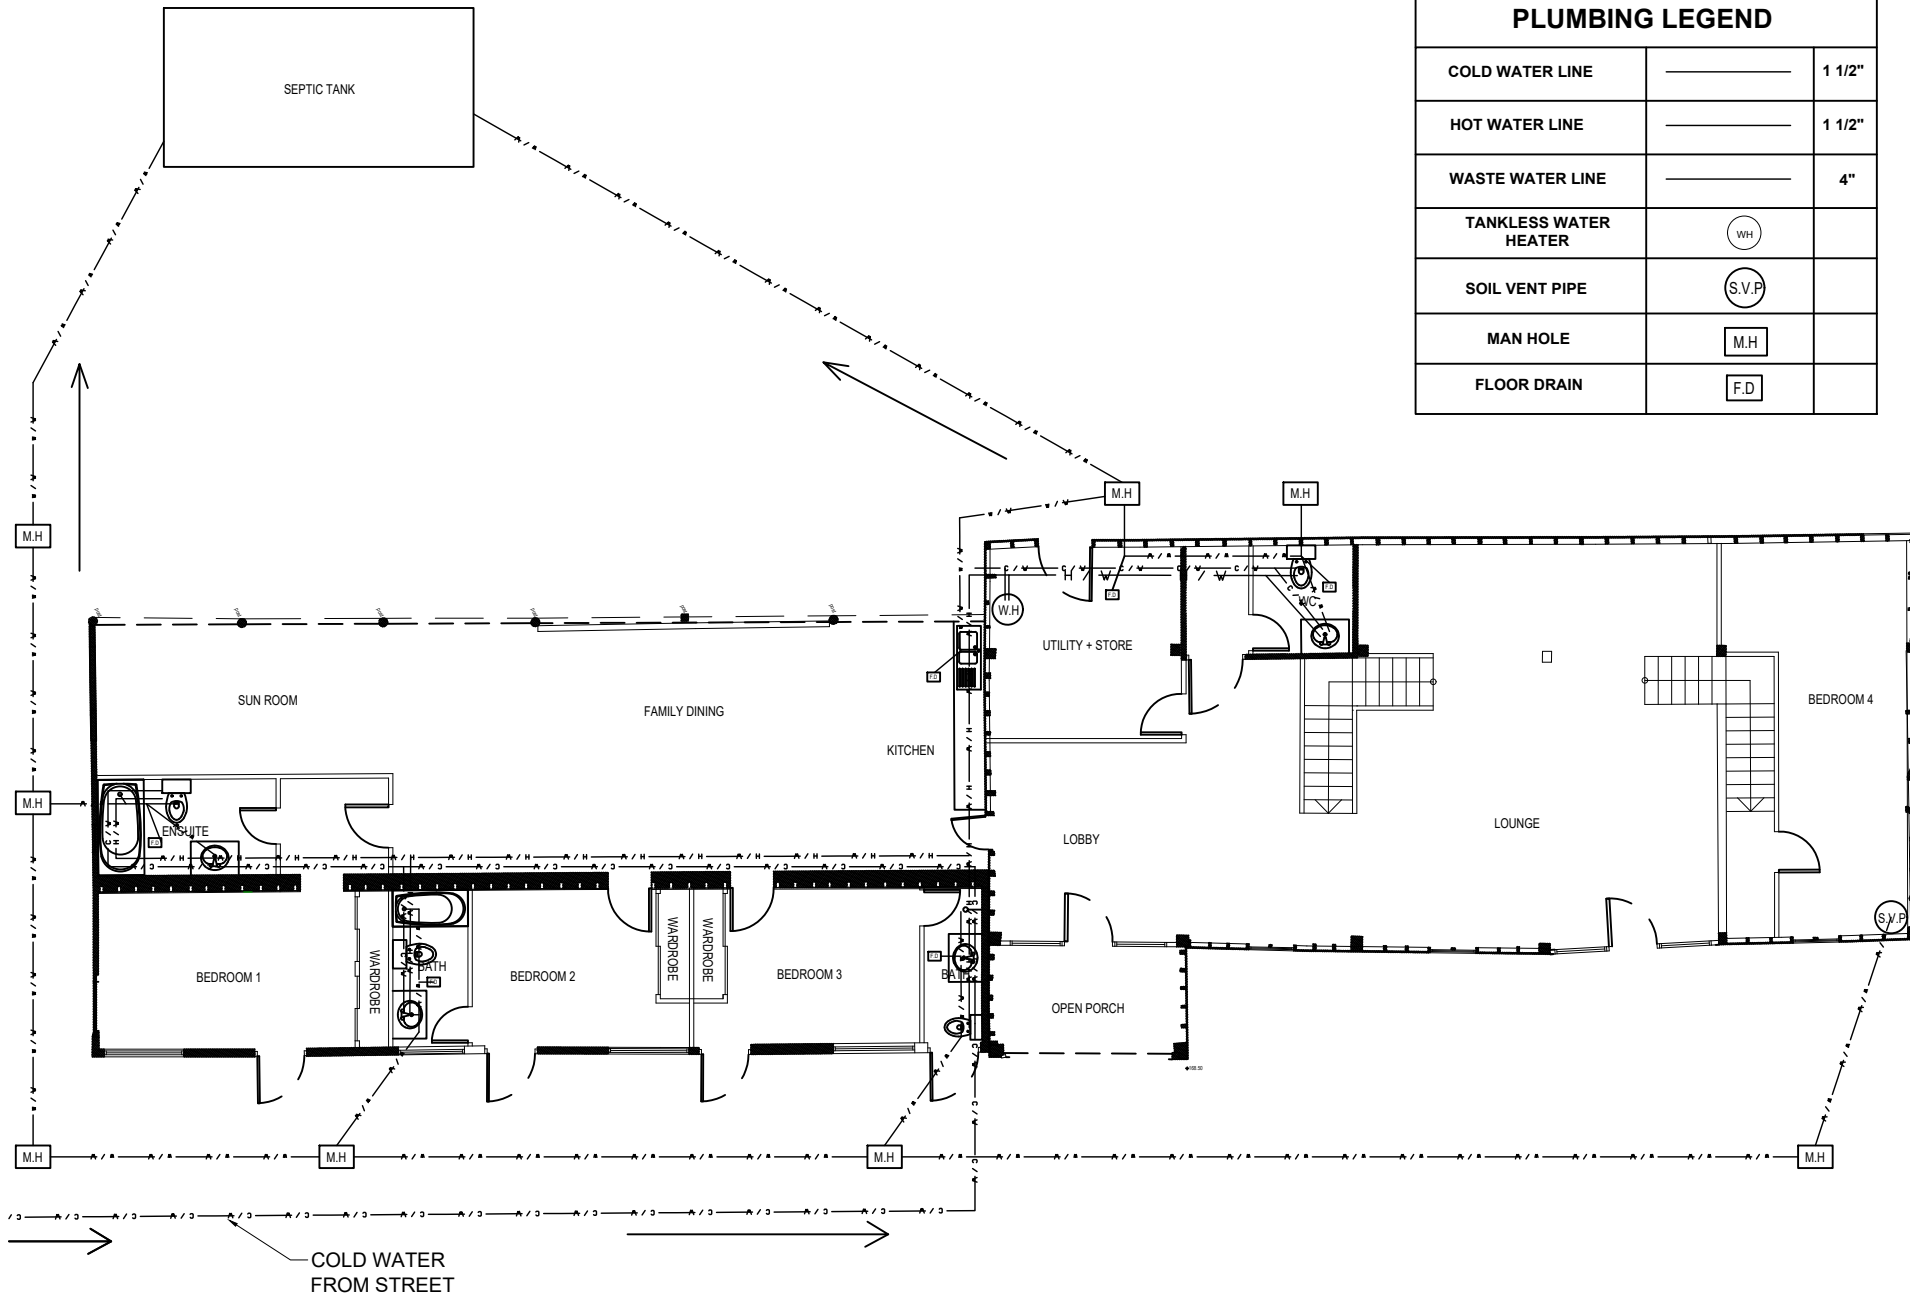 PLUMBING LEGEND
COLD WATER LINE 1 1/2"
HOT WATER LINE 1 1/2"
WASTE WATER LINE 4"
TANKLESS WATER
HEATER
WH
SOIL VENT PIPE S.V.P
MAN HOLE M.H
FLOOR DRAIN F.D
SEPTIC TANK
M.H
M.H
M.H
W.H
F.D
F.D
WC
UTILITY + STORE
F.D
SUN ROOM
FAMILY DINING
KITCHEN
BEDROOM 4
M.H
ENSUITE
F.D
LOBBY
LOUNGE
S.V.P
WARDROBE
WARDROBE
WARDROBE
BEDROOM 1
BATH
F.D
BEDROOM 2
BEDROOM 3
F.D
BATH
OPEN PORCH
M.H
M.H
M.H
M.H
COLD WATER
FROM STREET